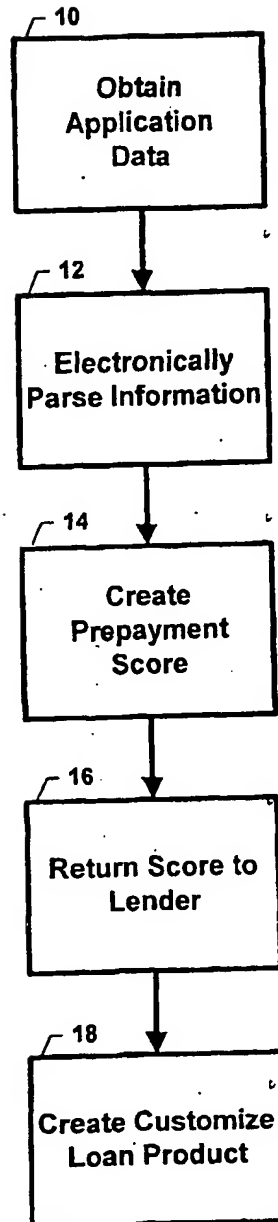 10
Obtain
Application
Data
12
Electronically
Parse Information
14
Create
Prepayment
Score
16
Return Score to
Lender
18
Create Customize
Loan Product